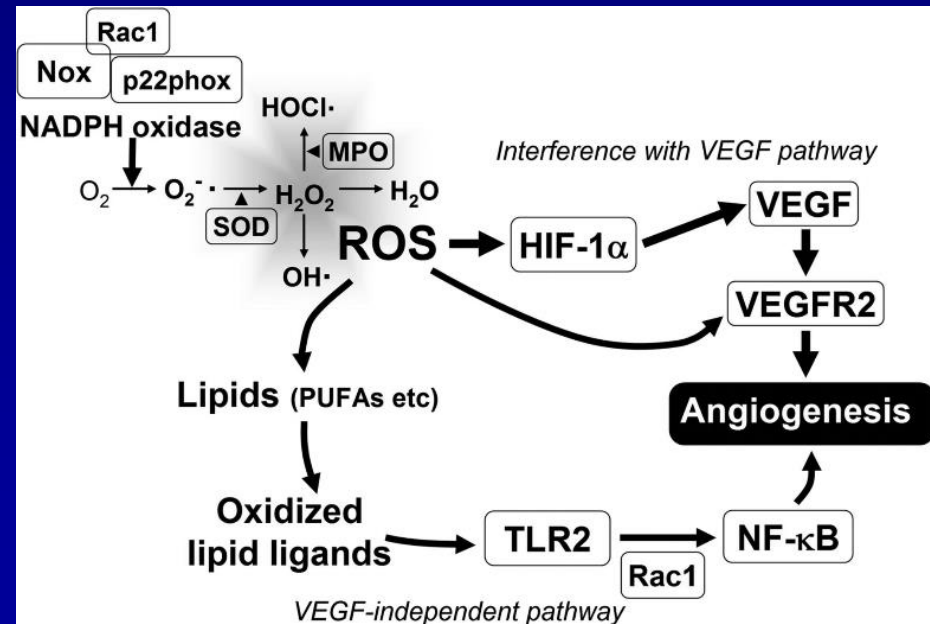 Rac1
Nox
p22phox
NADPH oxidase
HOCl·
MPO
O₂
O₂⁻·
H₂O₂
H₂O
SOD
OH·
ROS
Interference with VEGF pathway
HIF-1α
VEGF
VEGFR2
Angiogenesis
Lipids (PUFAs etc)
Oxidized
lipid ligands
TLR2
Rac1
NF-κB
VEGF-independent pathway